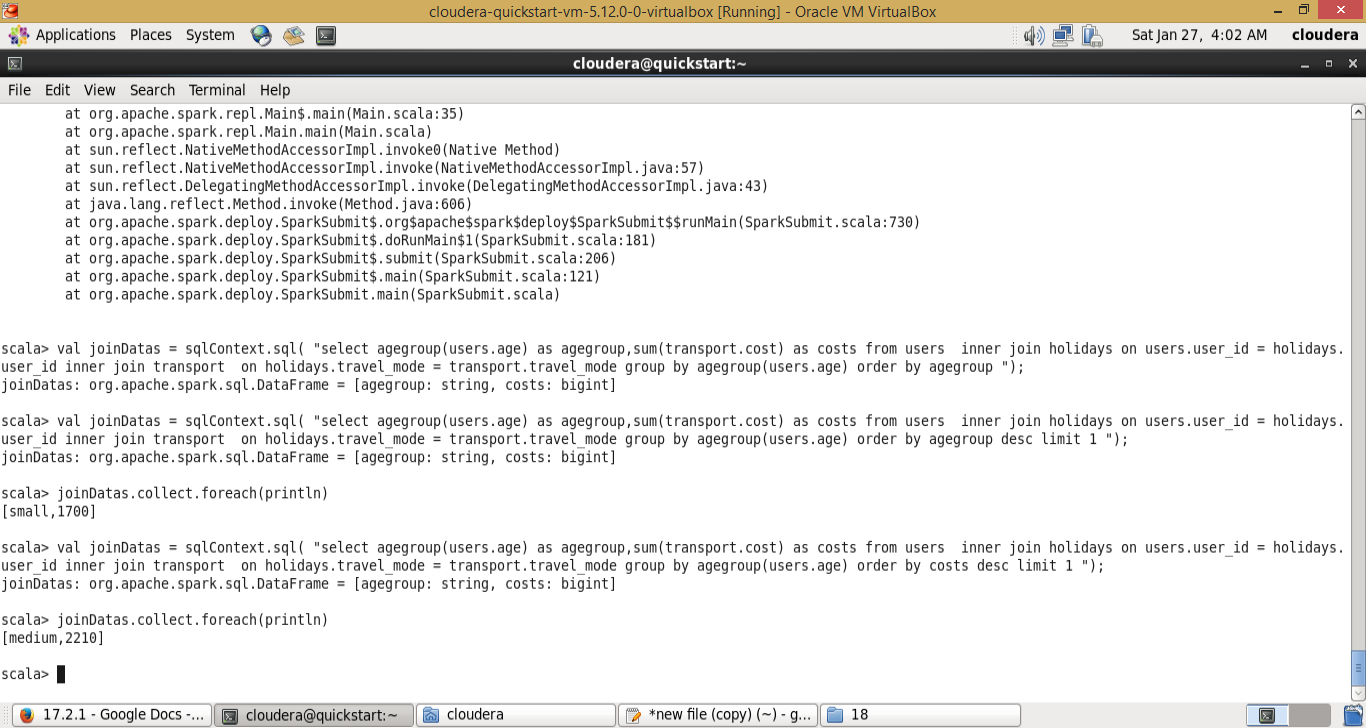 cloudera-quickstart-vm-5.12.0-0-virtualbox [Running] - Oracle VM VirtualBox
Applications Places System Sat Jan 27, 4:02 AM cloudera
cloudera@quickstart:~
File Edit View Search Terminal Help
at org.apache.spark.repl.Main$.main(Main.scala:35)
at org.apache.spark.repl.Main.main(Main.scala)
at sun.reflect.NativeMethodAccessorImpl.invoke0(Native Method)
at sun.reflect.NativeMethodAccessorImpl.invoke(NativeMethodAccessorImpl.java:57)
at sun.reflect.DelegatingMethodAccessorImpl.invoke(DelegatingMethodAccessorImpl.java:43)
at java.lang.reflect.Method.invoke(Method.java:606)
at org.apache.spark.deploy.SparkSubmit$.org$apache$spark$deploy$SparkSubmit$$runMain(SparkSubmit.scala:730)
at org.apache.spark.deploy.SparkSubmit$.doRunMain$1(SparkSubmit.scala:181)
at org.apache.spark.deploy.SparkSubmit$.submit(SparkSubmit.scala:206)
at org.apache.spark.deploy.SparkSubmit$.main(SparkSubmit.scala:121)
at org.apache.spark.deploy.SparkSubmit.main(SparkSubmit.scala)
scala> val joinDatas = sqlContext.sql( "select agegroup(users.age) as agegroup,sum(transport.cost) as costs from users  inner join holidays on users.user_id = holidays.
user_id inner join transport  on holidays.travel_mode = transport.travel_mode group by agegroup(users.age) order by agegroup ");
joinDatas: org.apache.spark.sql.DataFrame = [agegroup: string, costs: bigint]
scala> val joinDatas = sqlContext.sql( "select agegroup(users.age) as agegroup,sum(transport.cost) as costs from users  inner join holidays on users.user_id = holidays.
user_id inner join transport  on holidays.travel_mode = transport.travel_mode group by agegroup(users.age) order by agegroup desc limit 1 ");
joinDatas: org.apache.spark.sql.DataFrame = [agegroup: string, costs: bigint]
scala> joinDatas.collect.foreach(println)
[small,1700]
scala> val joinDatas = sqlContext.sql( "select agegroup(users.age) as agegroup,sum(transport.cost) as costs from users  inner join holidays on users.user_id = holidays.
user_id inner join transport  on holidays.travel_mode = transport.travel_mode group by agegroup(users.age) order by costs desc limit 1 ");
joinDatas: org.apache.spark.sql.DataFrame = [agegroup: string, costs: bigint]
scala> joinDatas.collect.foreach(println)
[medium,2210]
scala>
17.2.1 - Google Docs -... cloudera@quickstart:~ cloudera *new file (copy) (~) - g... 18